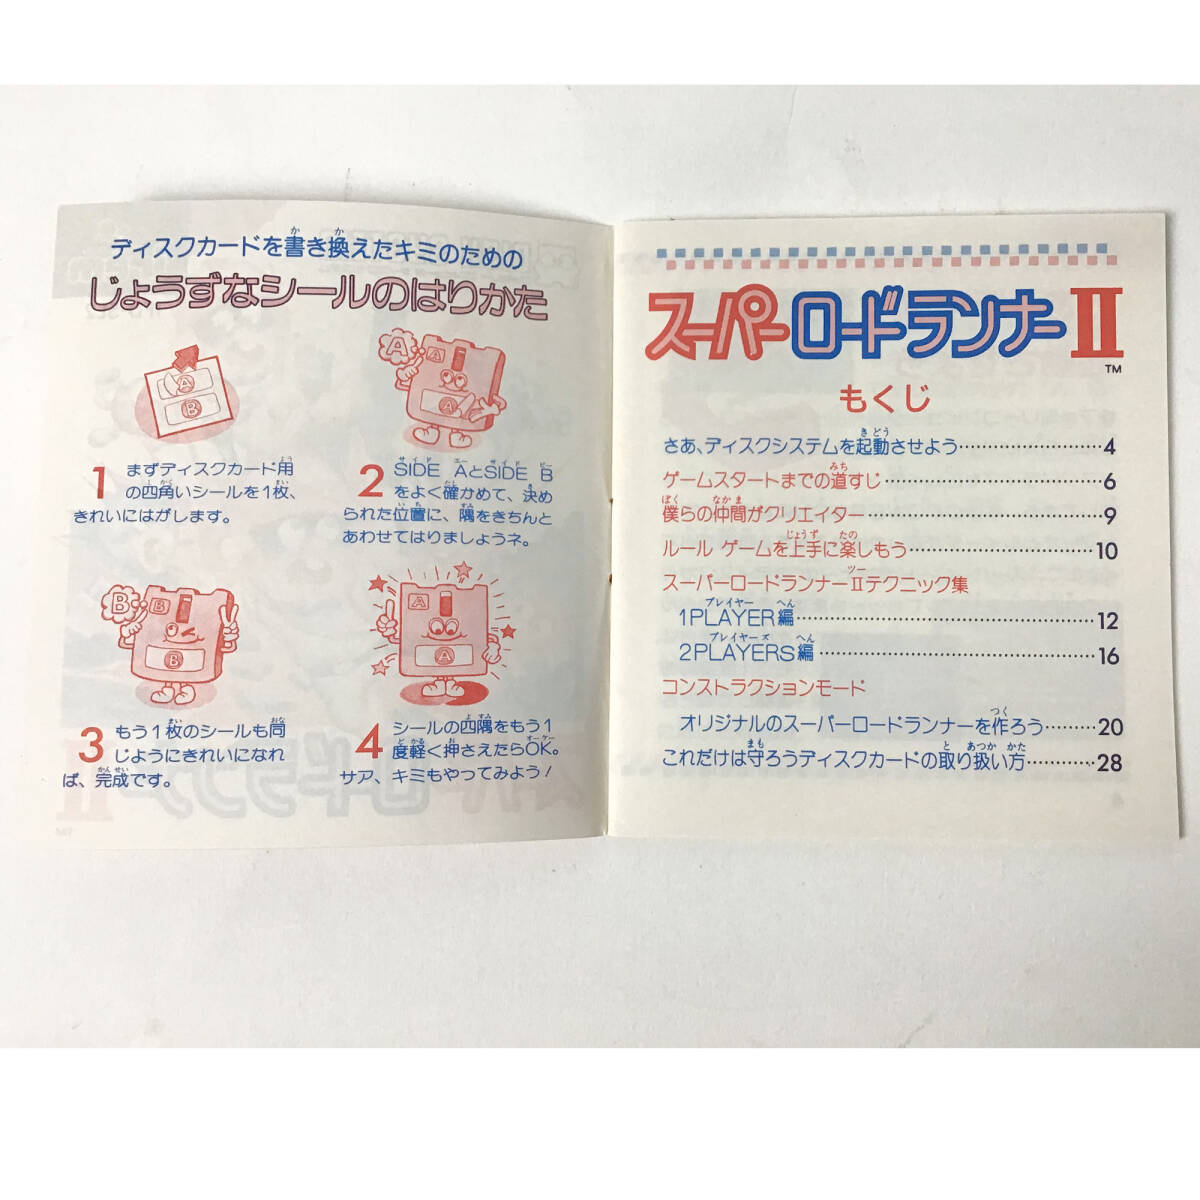 ディスクカードを書き換えたキミのための
じょうずなシールのはりかた
1 まずディスクカード用
の四角いシールを1枚、
きれいにはがします。
2 SIDE AとSIDE B
をよく確かめて、決め
られた位置に、隅をきちんと
あわせてはりましょうネ。
3 もう1枚のシールも同
じようにきれいになれ
ば、完成です。
4 シールの四隅をもう1
度軽く押さえたらOK。
サア、キミもやってみよう!
スーパーロードランナーII
TM
もくじ
さあ、ディスクシステムを起動させよう……………………4
ゲームスタートまでの道すじ……………………6
僕らの仲間がクリエイター……………………9
ルール ゲームを上手に楽しもう……………………10
スーパーロードランナーIIテクニック集
1PLAYER編……………………12
2PLAYERS編……………………16
コンストラクションモード
オリジナルのスーパーロードランナーを作ろう…………20
これだけは守ろうディスクカードの取り扱い方…………28